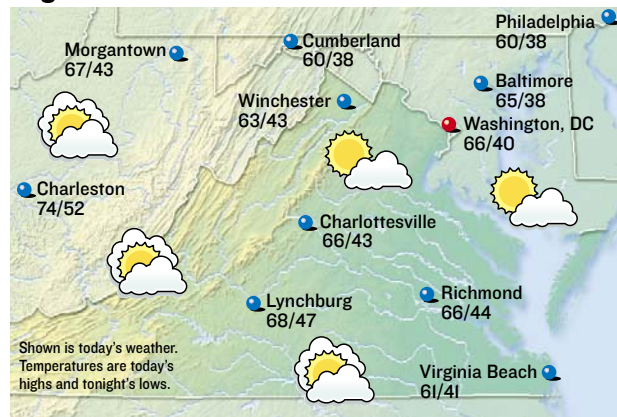 Philadelphia
60/38
Morgantown
67/43
Cumberland
60/38
Baltimore
65/38
Winchester
63/43
Washington, DC
66/40
Charleston
74/52
Charlottesville
66/43
Lynchburg
68/47
Richmond
66/44
Shown is today's weather.
Temperatures are today's
highs and tonight's lows.
Virginia Beach
61/41